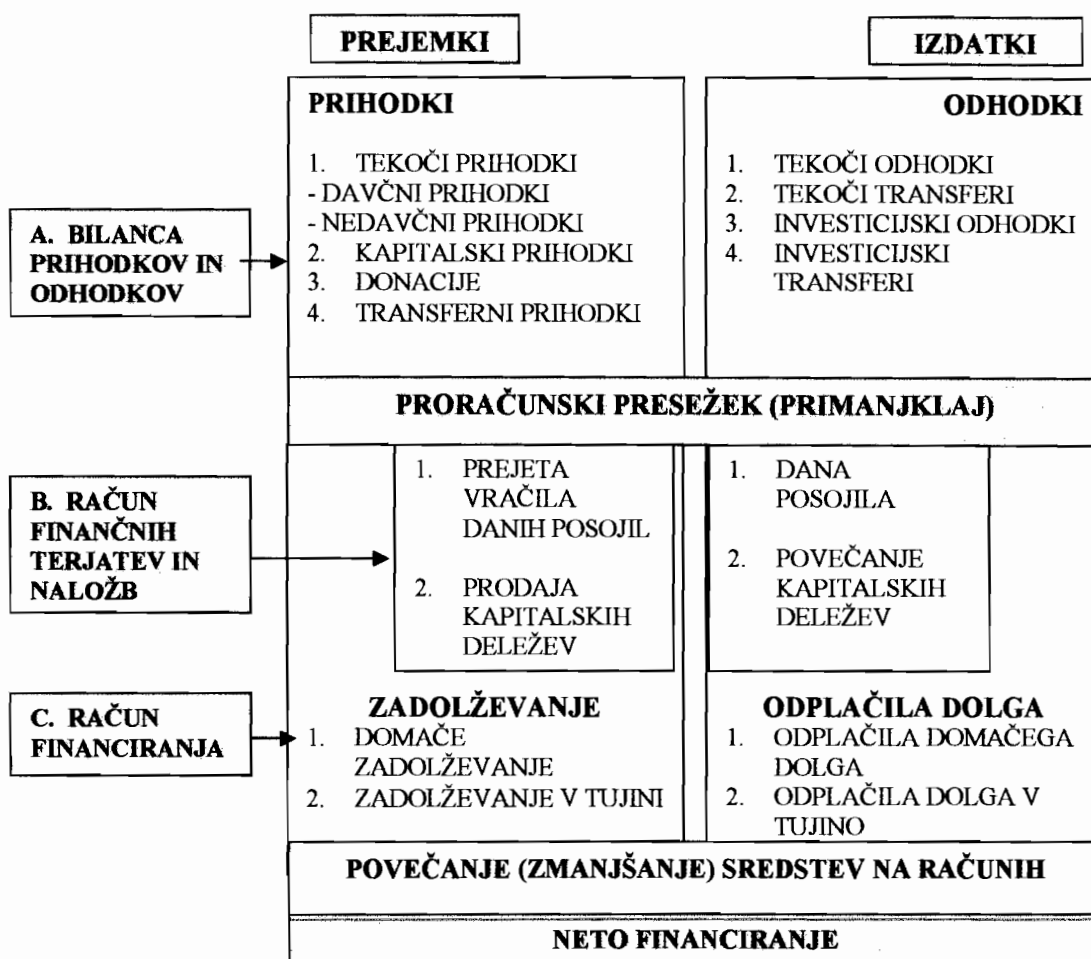 PREJEMKI
IZDATKI
A. BILANCA
PRIHODKOV IN
ODHODKOV
PRIHODKI
1. TEKOČI PRIHODKI
- DAVČNI PRIHODKI
- NEDAVČNI PRIHODKI
2. KAPITALSKI PRIHODKI
3. DONACIJE
4. TRANSFERNI PRIHODKI
ODHODKI
1. TEKOČI ODHODKI
2. TEKOČI TRANSFERI
3. INVESTICIJSKI ODHODKI
4. INVESTICIJSKI
TRANSFERI
PRORAČUNSKI PRESEŽEK (PRIMANJKLAJ)
B. RAČUN
FINANČNIH
TERJATEV IN
NALOŽB
1. PREJETA
VRAČILA
DANIH POSOJIL
2. PRODAJA
KAPITALSKIH
DELEŽEV
1. DANA
POSOJILA
2. POVEČANJE
KAPITALSKIH
DELEŽEV
C. RAČUN
FINANCIRANJA
ZADOLŽEVANJE
1. DOMAČE
ZADOLŽEVANJE
2. ZADOLŽEVANJE V TUJINI
ODPLAČILA DOLGA
1. ODPLAČILA DOMAČEGA
DOLGA
2. ODPLAČILA DOLGA V
TUJINO
POVEČANJE (ZMANJŠANJE) SREDSTEV NA RAČUNIH
NETO FINANCIRANJE